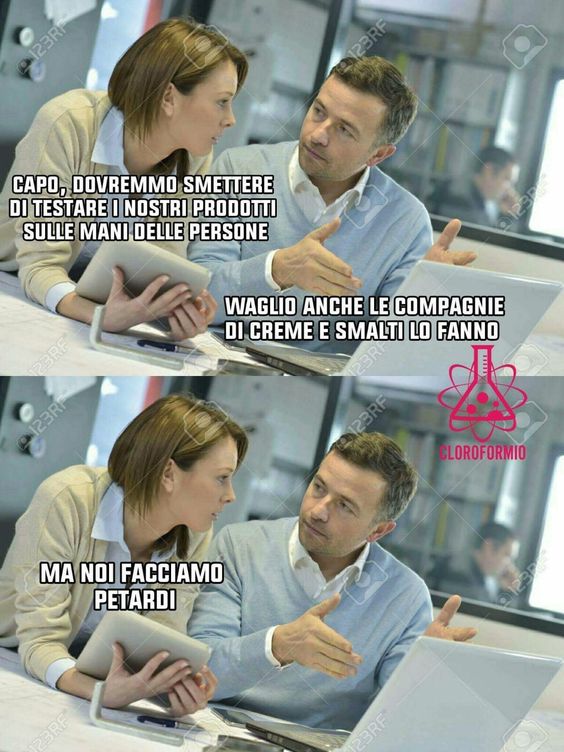 CAPO, DOVREMMO SMETTERE
DI TESTARE I NOSTRI PRODOTTI
SULLE MANI DELLE PERSONE
WAGLIO ANCHE LE COMPAGNIE
DI CREME E SMALTI LO FANNO
CLOROFORMIO
MA NOI FACCIAMO
PETARDI
123RF